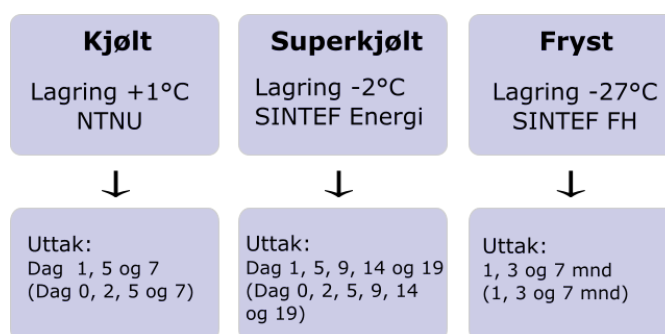 Kjølt
Lagring +1°C
NTNU
Superkjølt
Lagring -2°C
SINTEF Energi
Fryst
Lagring -27°C
SINTEF FH
Uttak:
Dag 1, 5 og 7
(Dag 0, 2, 5 og 7)
Uttak:
Dag 1, 5, 9, 14 og 19
(Dag 0, 2, 5, 9, 14
og 19)
Uttak:
1, 3 og 7 mnd
(1, 3 og 7 mnd)